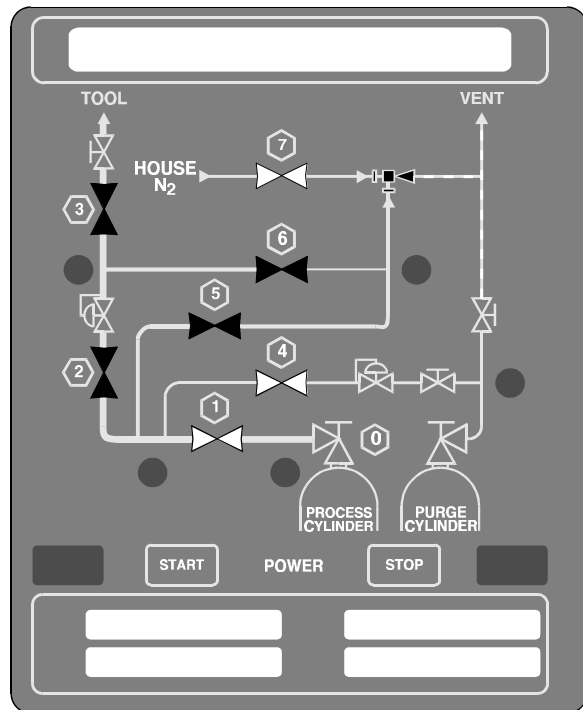 TOOL
VENT
7
HOUSE
N2
3
6
5
2
4
1
0
PROCESS
CYLINDER
PURGE
CYLINDER
START
POWER
STOP